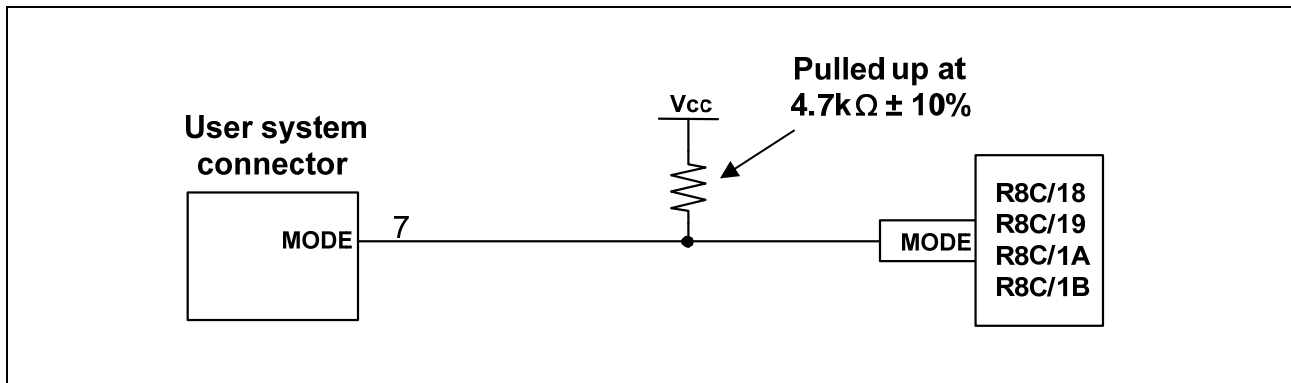 Pulled up at
4.7kΩ ± 10%
Vcc
User system
connector
MODE
7
MODE
R8C/18
R8C/19
R8C/1A
R8C/1B